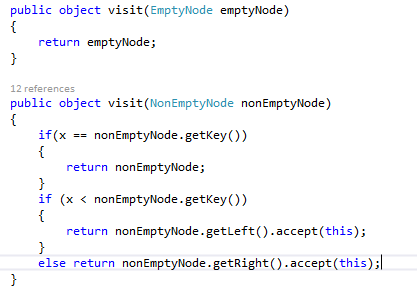 public object visit(EmptyNode emptyNode)
{
    return emptyNode;
}
12 references
public object visit(NonEmptyNode nonEmptyNode)
{
    if(x == nonEmptyNode.getKey())
    {
        return nonEmptyNode;
    }
    if (x < nonEmptyNode.getKey())
    {
        return nonEmptyNode.getLeft().accept(this);
    }
    else return nonEmptyNode.getRight().accept(this);
}